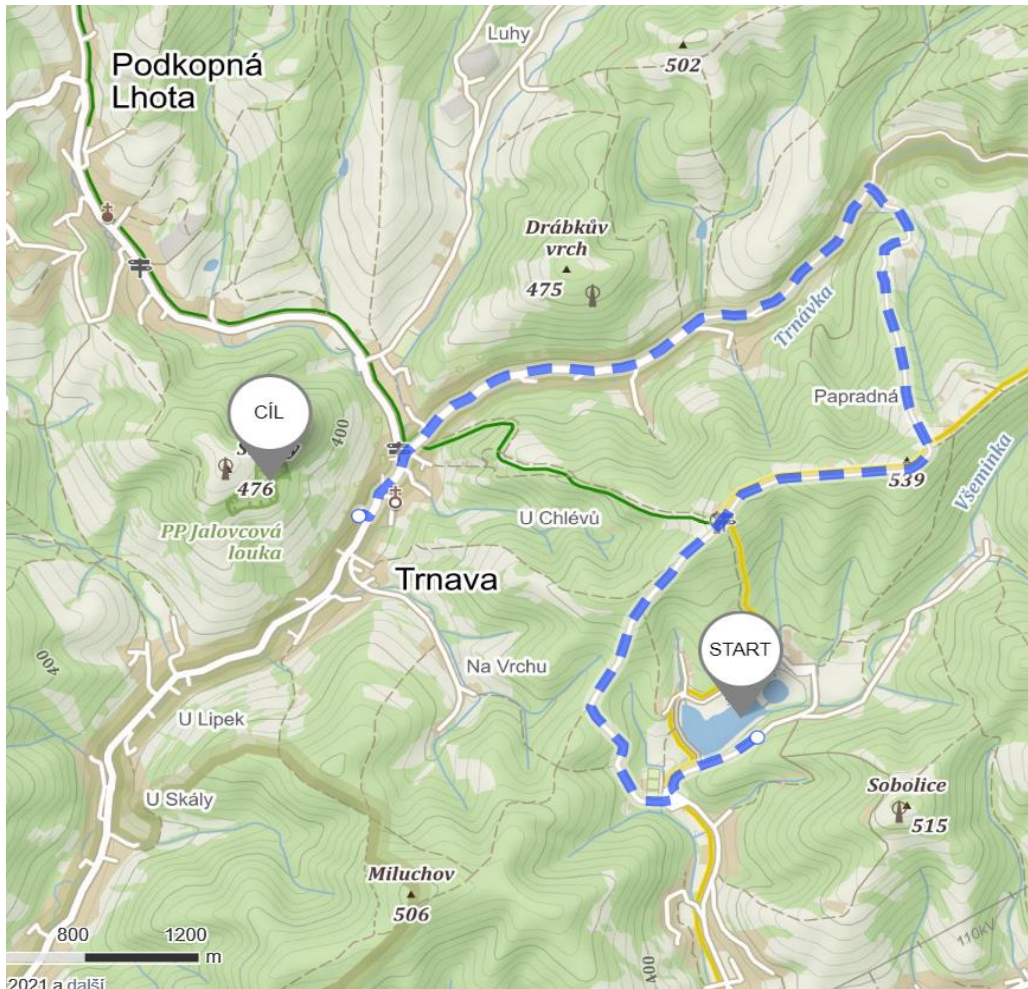 Luhy
Podkopná
Lhota
502
Drábkův
vrch
475
Trnávka
CÍL
400
Papradná
476
539
Všeminka
PP Jalovcová
louka
U Chlévů
Trnava
START
400
Na Vrchu
U Lipek
U Skály
Sobolice
515
Miluchov
506
800
1200
m
400
110kV
2021 a další